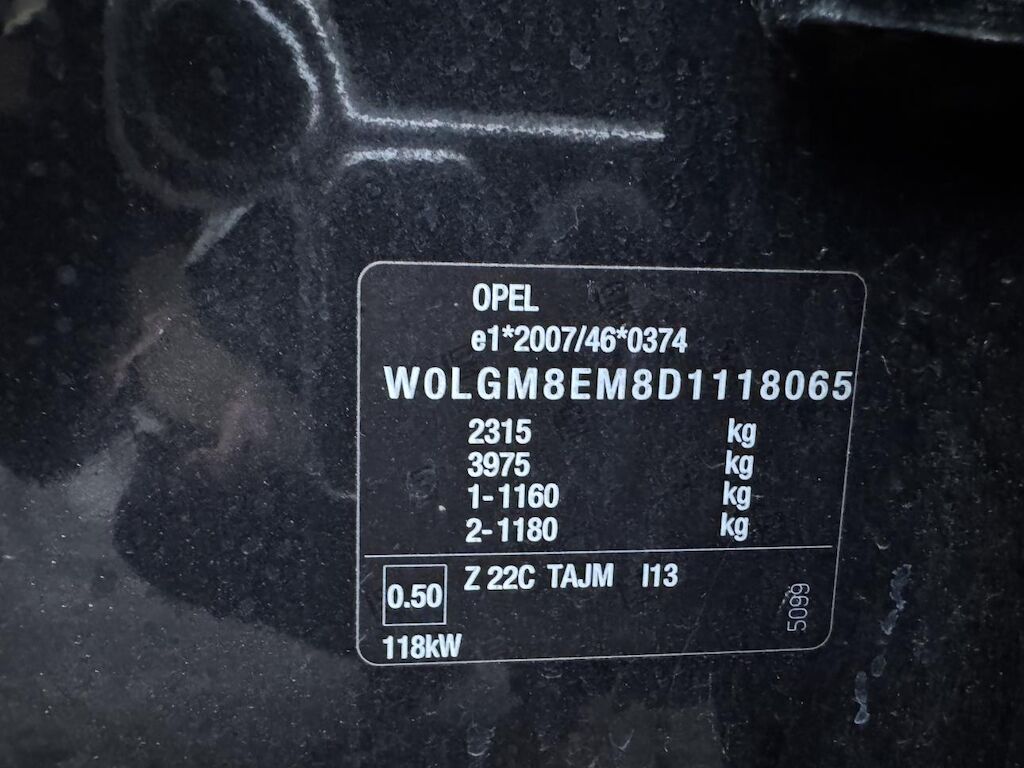 OPEL
e1*2007/46*0374
W0LGM8EM8D1118065
2315 kg
3975 kg
1-1160 kg
2-1180 kg
0.50 Z 22C TAJM I13
118kW
5099